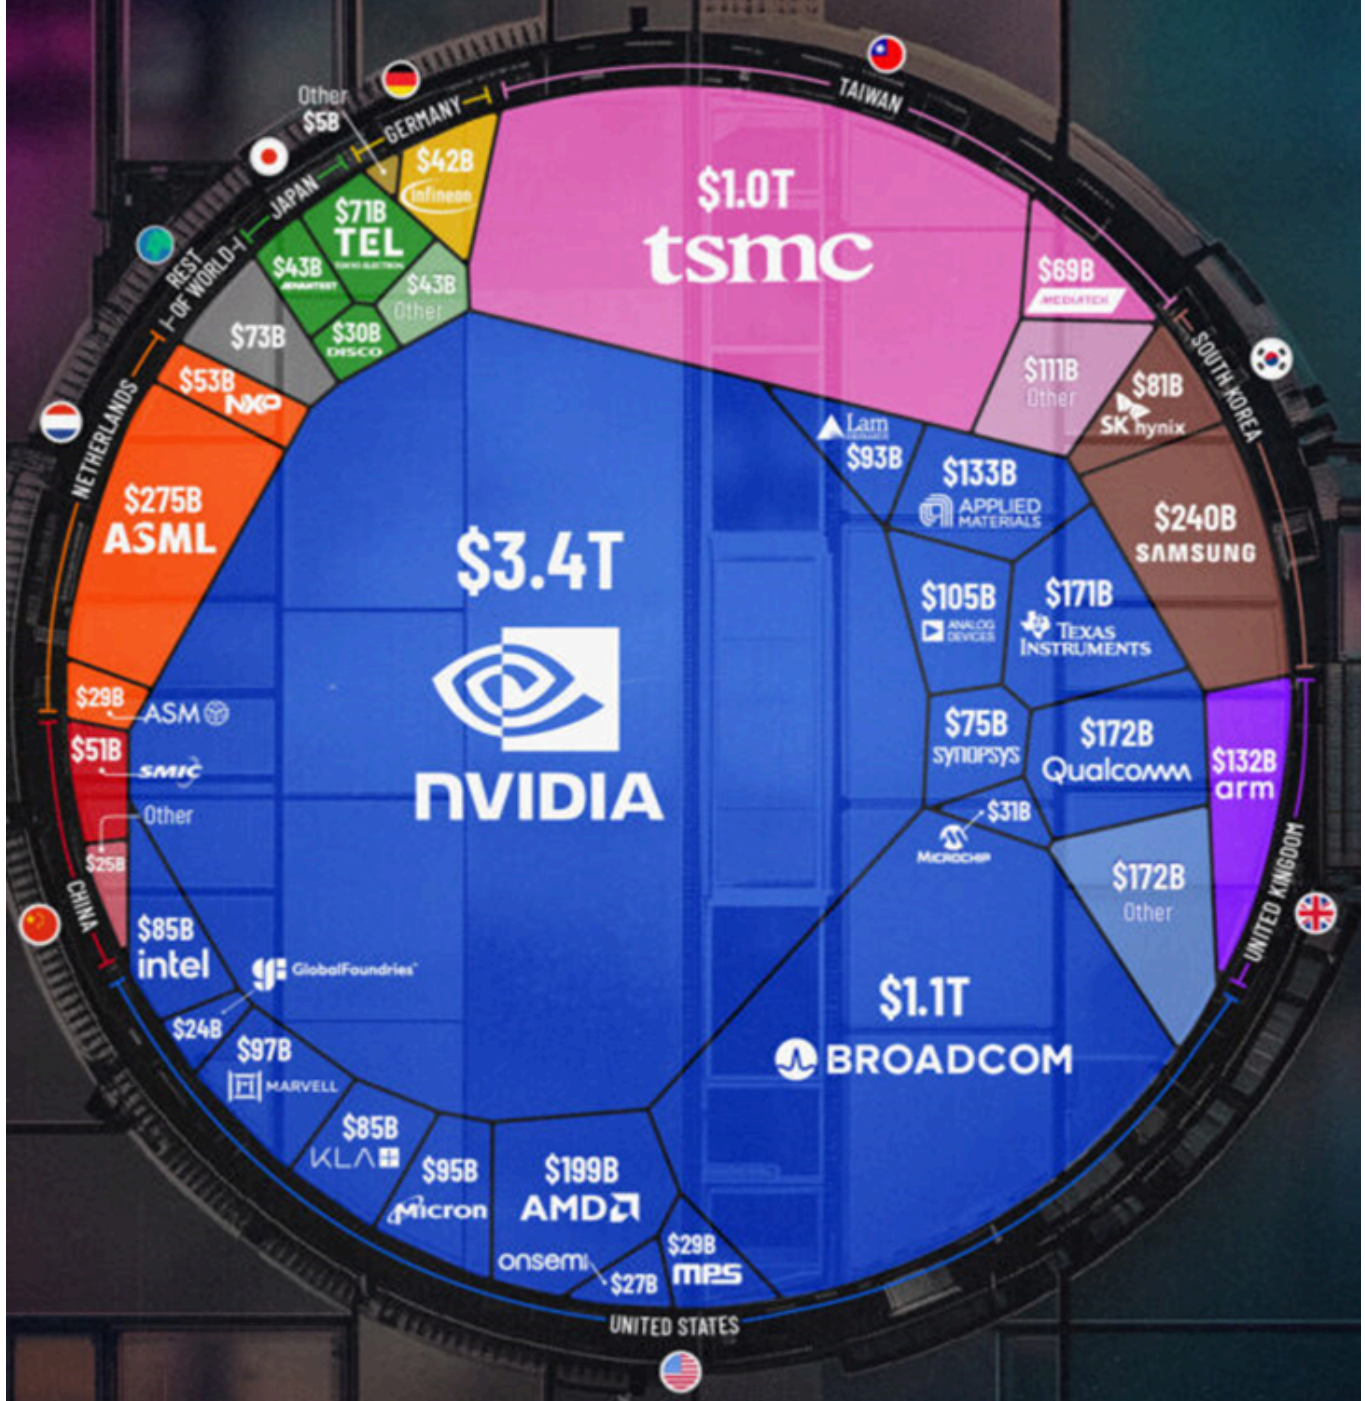 TAIWAN
$1.0T
tsmc
$69B
MEDIATEK
$111B
Other
SOUTH KOREA
$81B
SK hynix
$240B
SAMSUNG
UNITED KINGDOM
$132B
arm
UNITED STATES
$3.4T
NVIDIA
Lam
RESEARCH
$93B
$133B
APPLIED
MATERIALS
$105B
ANALOG
DEVICES
$171B
TEXAS
INSTRUMENTS
$75B
SYNOPSYS
$172B
Qualcomm
$31B
MICROCHIP
$172B
Other
$1.1T
BROADCOM
$29B
MPS
onsemi
$27B
$199B
AMD
$95B
Micron
$85B
KLA
$97B
MARVELL
GlobalFoundries
$24B
$85B
intel
CHINA
$51B
SMIC
Other
$25B
NETHERLANDS
$53B
NXP
$275B
ASML
$29B
ASM
REST
OF WORLD
$73B
JAPAN
$71B
TEL
TOKYO ELECTRON
$43B
ADVANTEST
$30B
DISCO
$43B
Other
GERMANY
Other
$5B
$42B
infineon